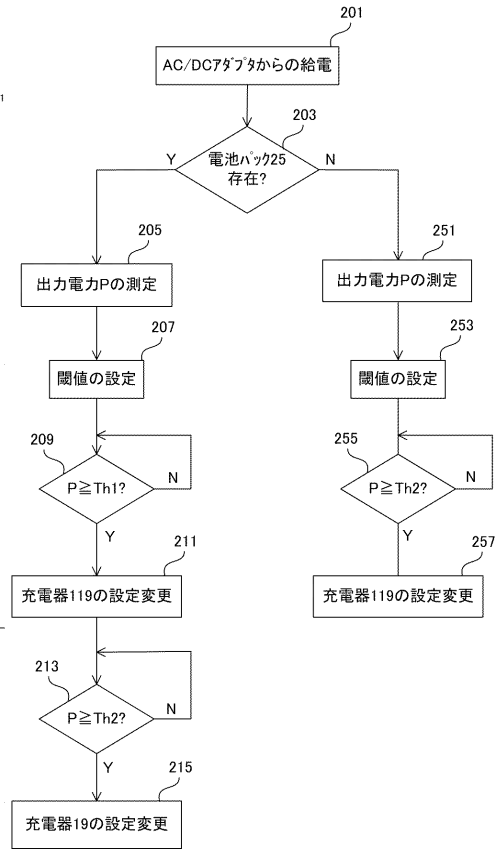 201
AC/DCアダプタからの給電
1
203
電池パック25
存在?
Y
N
205
出力電力Pの測定
207
閾値の設定
209
P≧Th1?
N
Y
211
充電器119の設定変更
213
P≧Th2?
N
Y
215
充電器19の設定変更
251
出力電力Pの測定
253
閾値の設定
255
P≧Th2?
N
Y
257
充電器119の設定変更